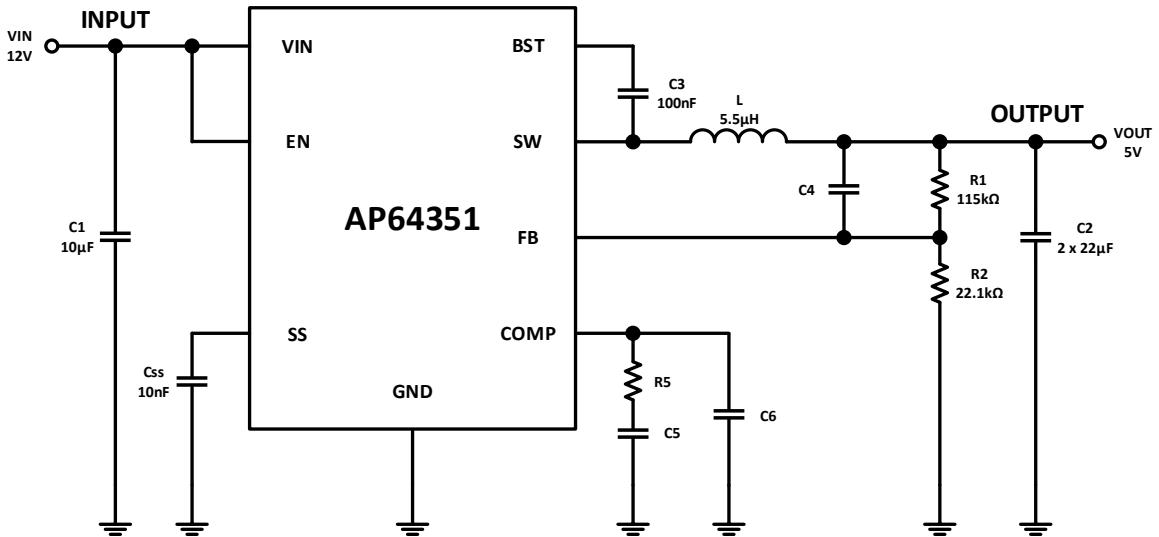 INPUT
VIN
12V
VIN
BST
C3
100nF
L
5.5µH
OUTPUT
VOUT
5V
EN
SW
C4
R1
115kΩ
AP64351
C1
10µF
FB
C2
2 x 22µF
R2
22.1kΩ
SS
COMP
Css
10nF
GND
R5
C5
C6